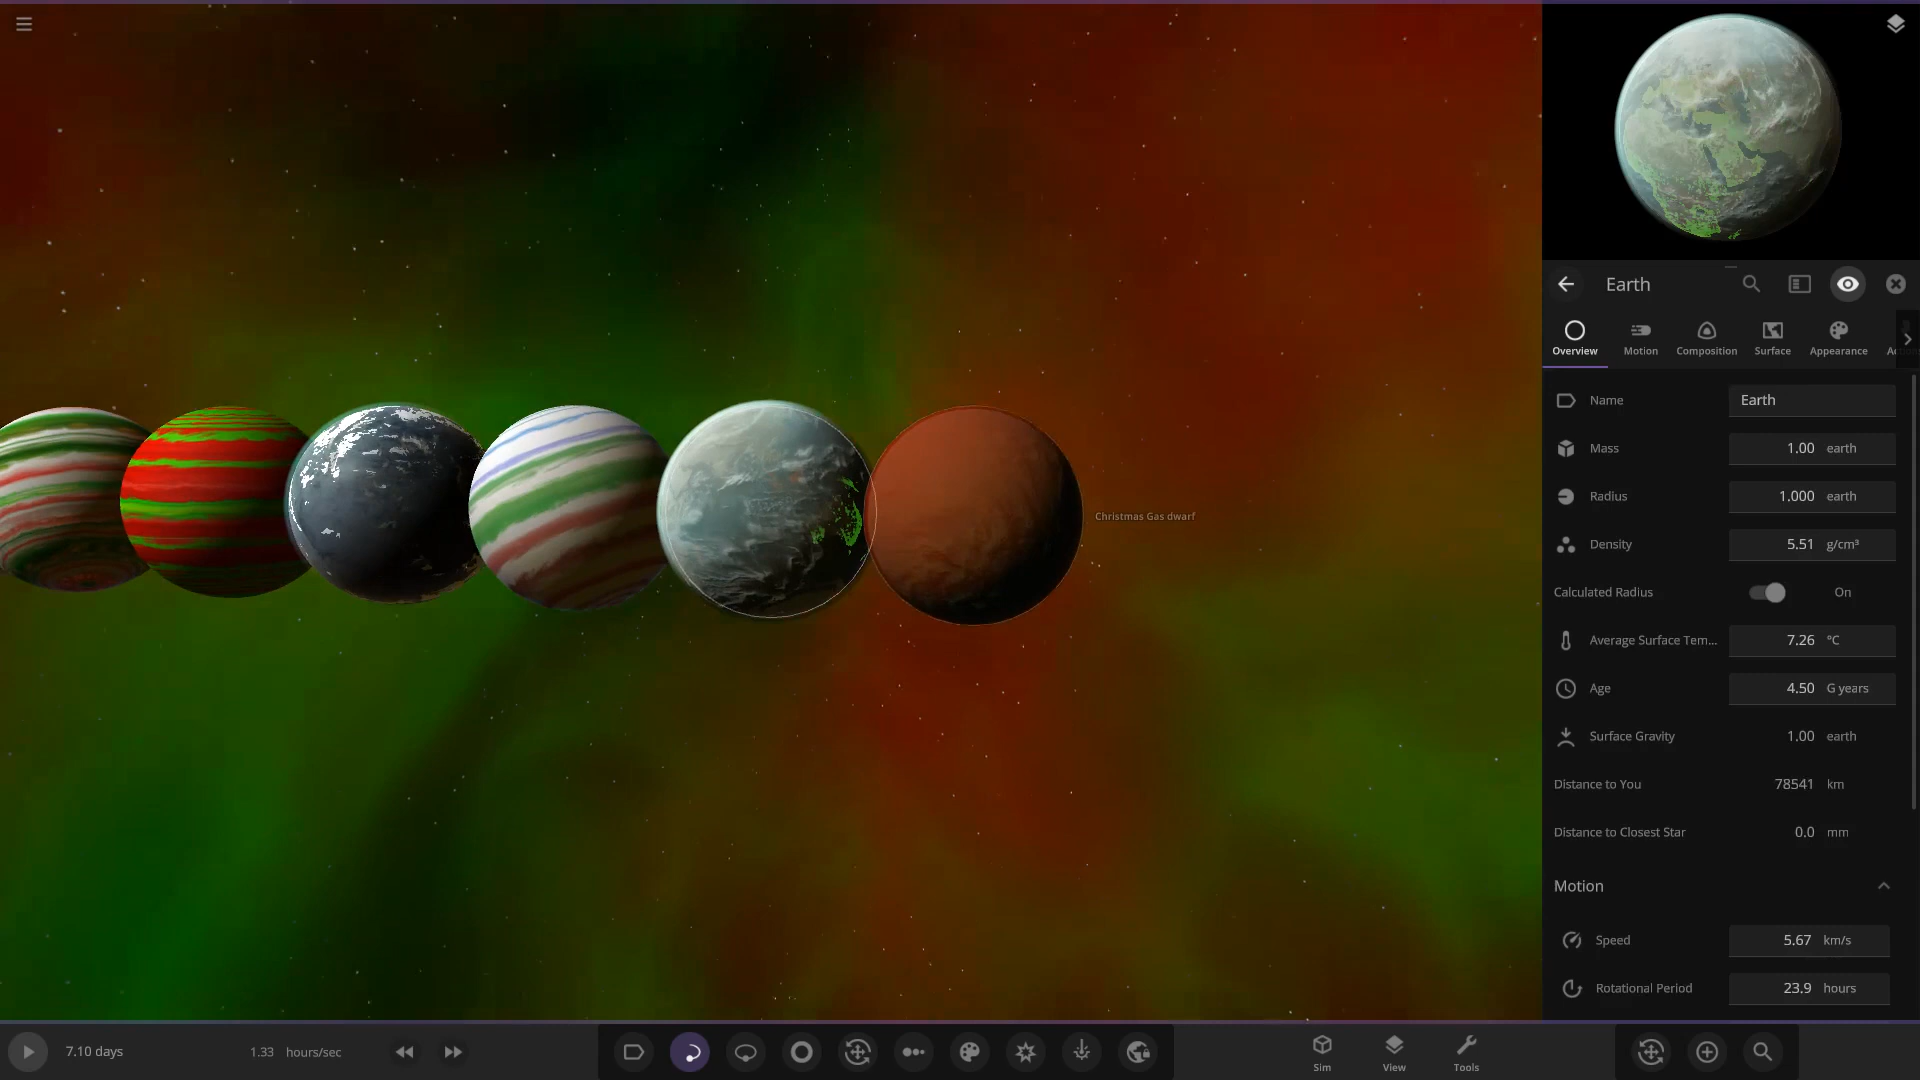 Christmas Gas dwarf
Earth
Overview Motion Composition Surface Appearance
Name Earth
Mass 1.00 earth
Radius 1.000 earth
Density 5.51 g/cm³
Calculated Radius On
Average Surface Tem... 7.26 °C
Age 4.50 G years
Surface Gravity 1.00 earth
Distance to You 78541 km
Distance to Closest Star 0.0 mm
Motion
Speed 5.67 km/s
Rotational Period 23.9 hours
7.10 days 1.33 hours/sec
Sim View Tools